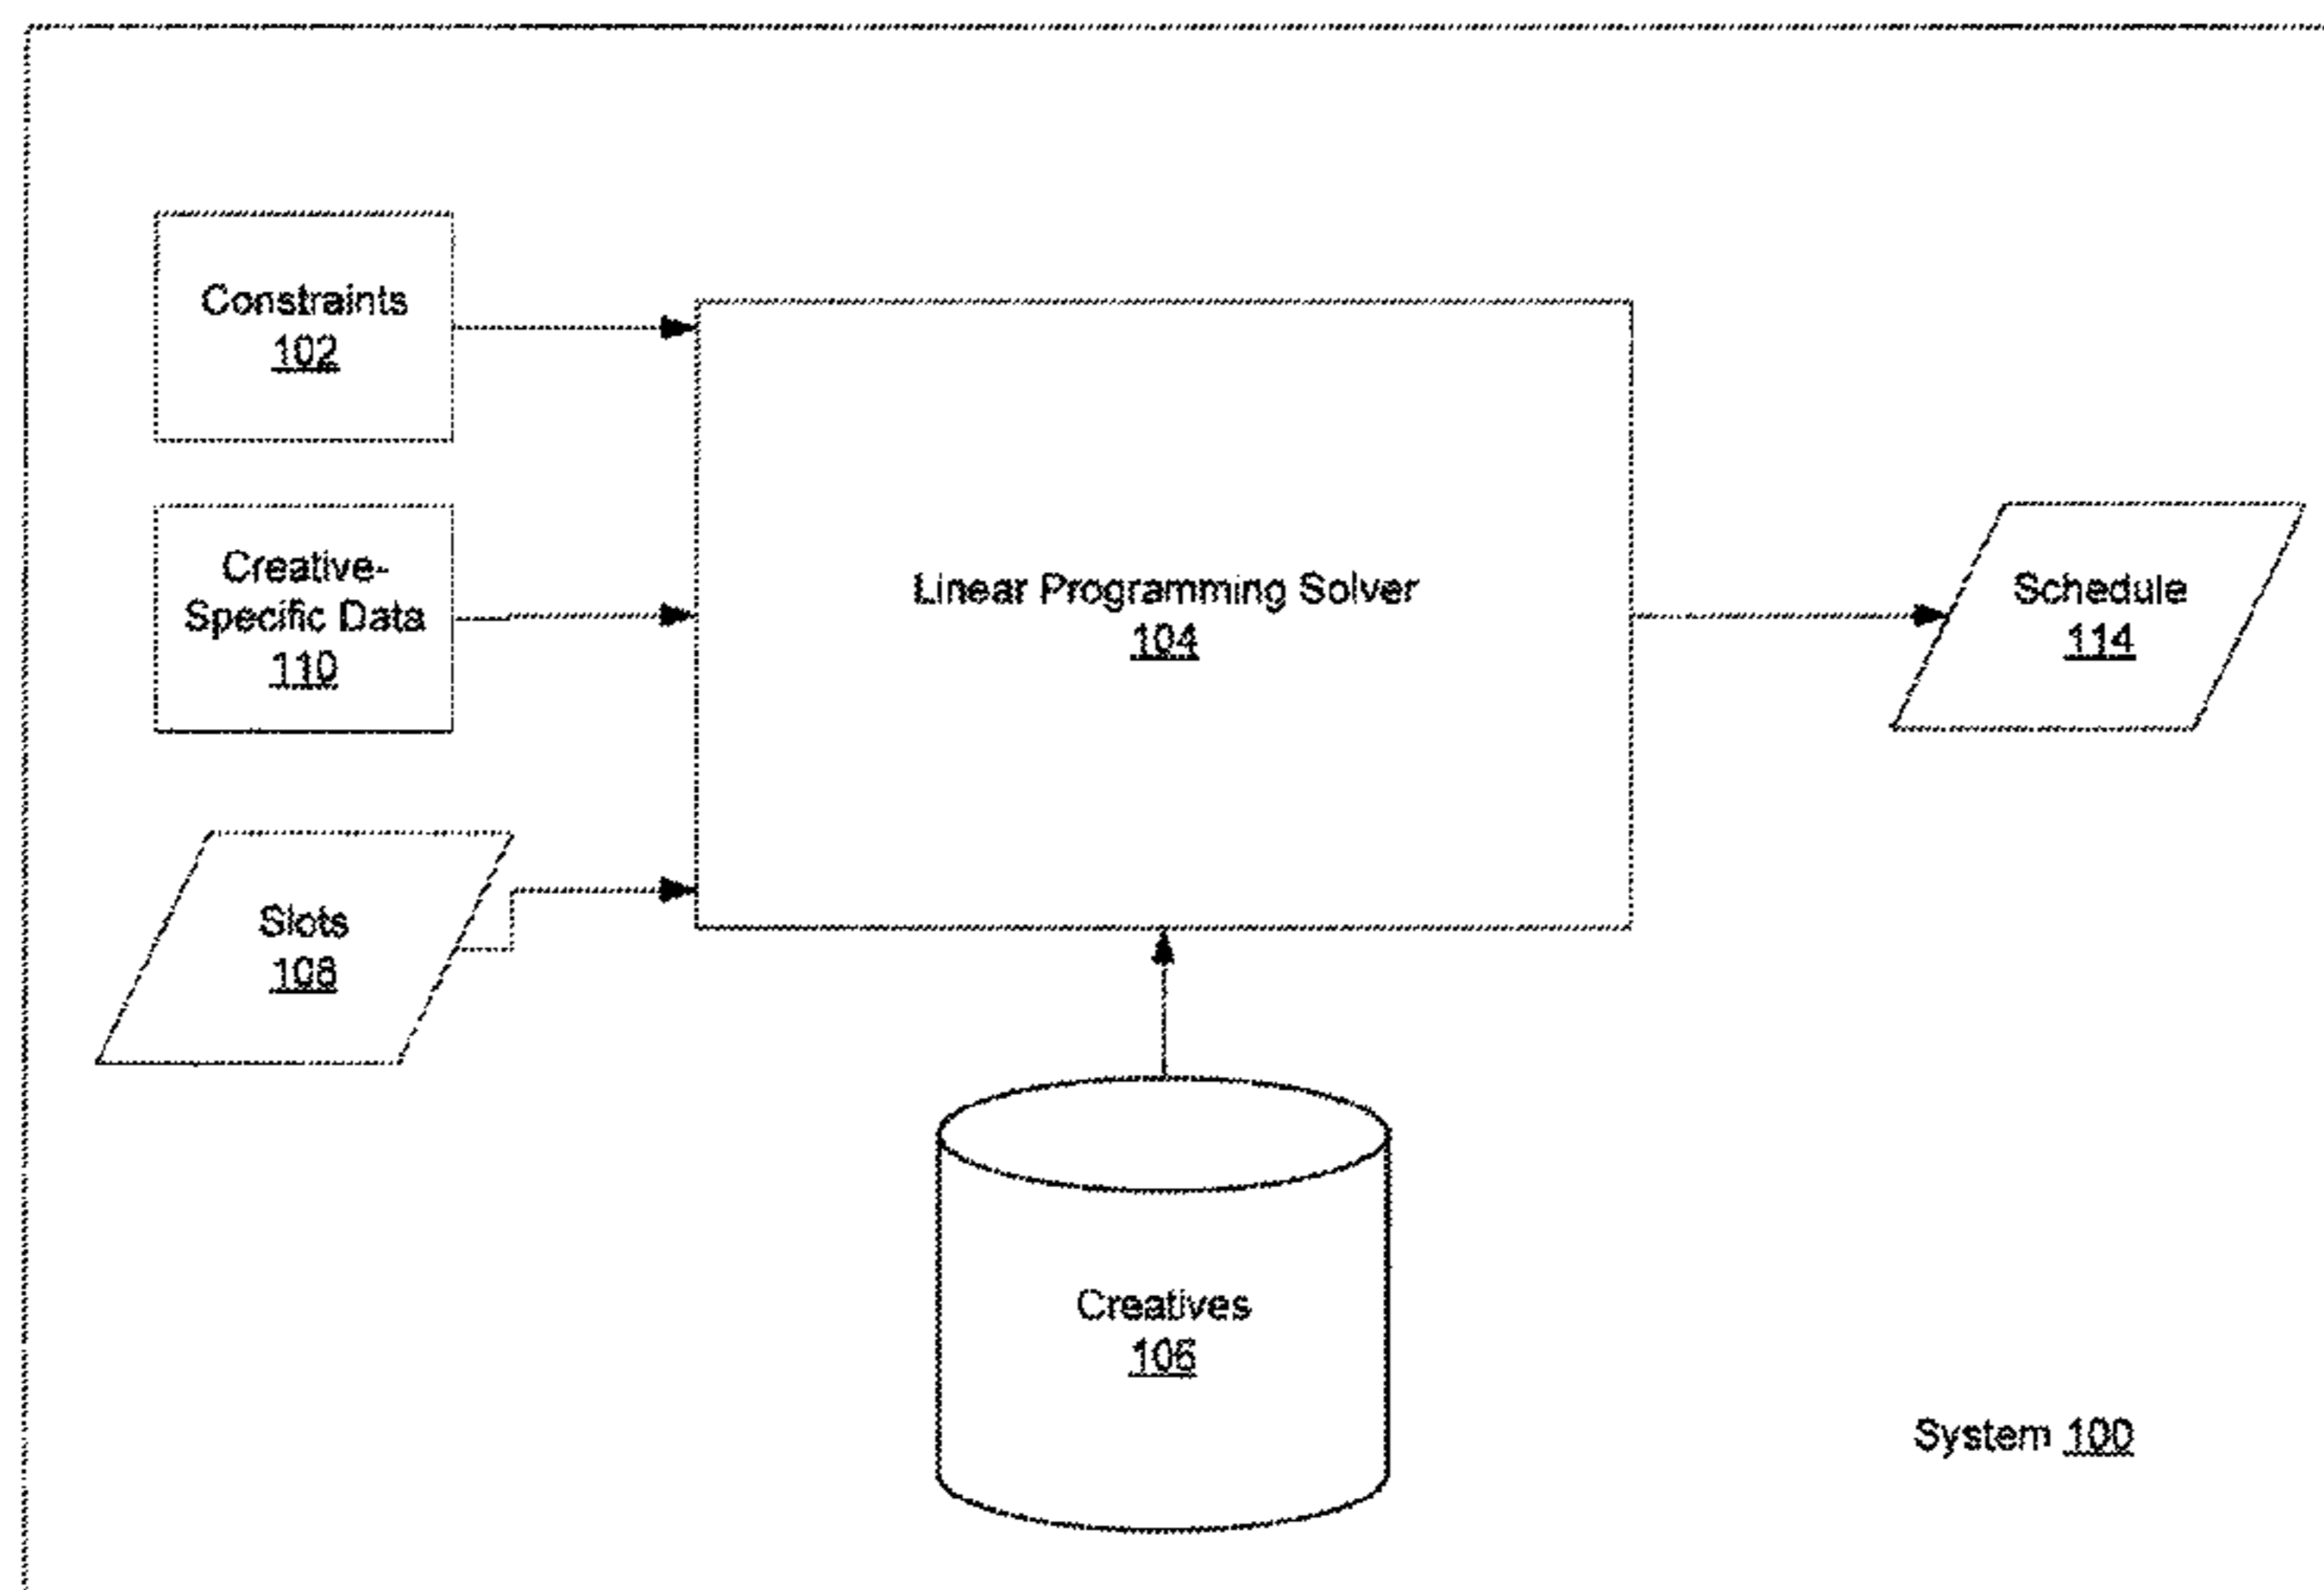 Constraints
102
Creative-
Specific Data
110
Slots
108
Linear Programming Solver
104
Schedule
114
Creatives
106
System 100